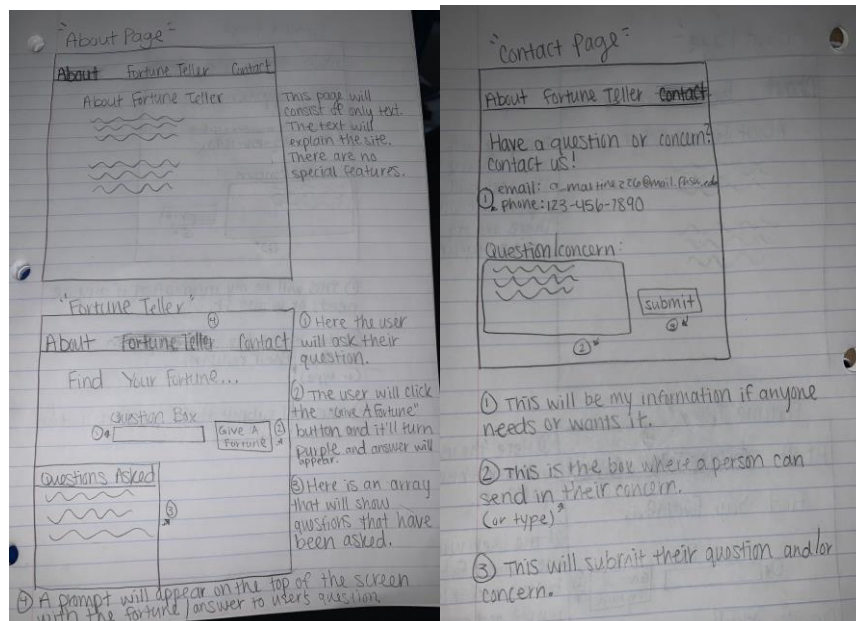 "About Page"
About Fortune Teller Contact
About Fortune Teller
This page will
consist of only text.
The text will
explain the site.
There are no
special features.
"Fortune Teller"
④
About Fortune Teller Contact
Find Your Fortune...
Question Box
①
Give A
Fortune
②
Questions Asked
③
① Here the user
will ask their
question.
② The user will click
the "Give A Fortune"
button and it'll turn
purple and answer will
appear.
③ Here is an array
that will show
questions that have
been asked.
④ A prompt will appear on the top of the screen
with the fortune/answer to users question.
"Contact Page"
About Fortune Teller Contact
Have a question or concern?
contact us!
① email:
phone: 123-456-7890
Question/concern:
submit
②
③
① This will be my information if anyone
needs or wants it.
② This is the box where a person can
send in their concern.
(or type)
③ This will submit their question and/or
concern.